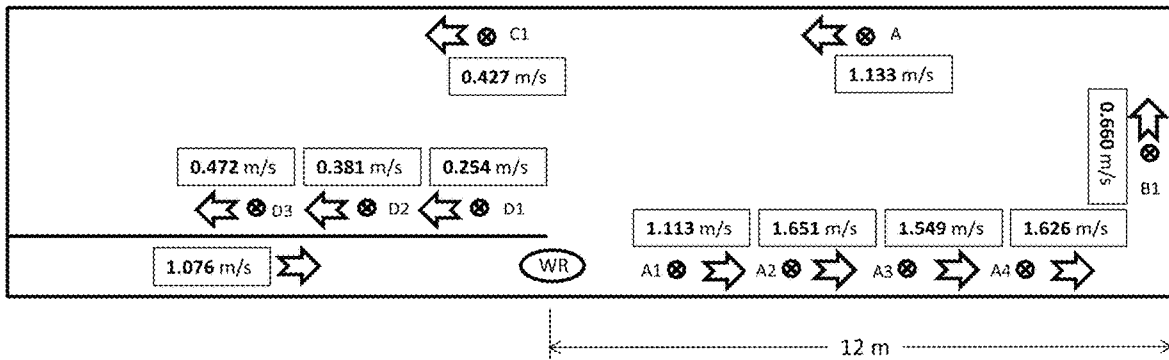 C1
A
0.427 m/s
1.133 m/s
0.660 m/s
B1
0.472 m/s
0.381 m/s
0.254 m/s
D3
D2
D1
1.113 m/s
1.651 m/s
1.549 m/s
1.626 m/s
1.076 m/s
WR
A1
A2
A3
A4
12 m